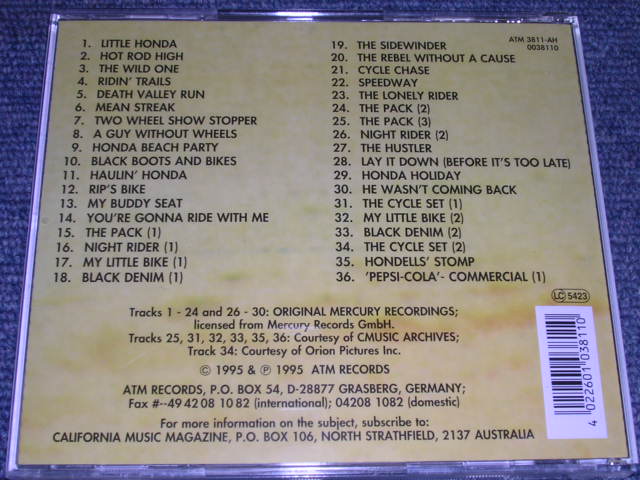 1. LITTLE HONDA
2. HOT ROD HIGH
3. THE WILD ONE
4. RIDIN' TRAILS
5. DEATH VALLEY RUN
6. MEAN STREAK
7. TWO WHEEL SHOW STOPPER
8. A GUY WITHOUT WHEELS
9. HONDA BEACH PARTY
10. BLACK BOOTS AND BIKES
11. HAULIN' HONDA
12. RIP'S BIKE
13. MY BUDDY SEAT
14. YOU'RE GONNA RIDE WITH ME
15. THE PACK (1)
16. NIGHT RIDER (1)
17. MY LITTLE BIKE (1)
18. BLACK DENIM (1)
ATM 3811-AH
0038110
19. THE SIDEWINDER
20. THE REBEL WITHOUT A CAUSE
21. CYCLE CHASE
22. SPEEDWAY
23. THE LONELY RIDER
24. THE PACK (2)
25. THE PACK (3)
26. NIGHT RIDER (2)
27. THE HUSTLER
28. LAY IT DOWN (BEFORE IT'S TOO LATE)
29. HONDA HOLIDAY
30. HE WASN'T COMING BACK
31. THE CYCLE SET (1)
32. MY LITTLE BIKE (2)
33. BLACK DENIM (2)
34. THE CYCLE SET (2)
35. HONDELLS' STOMP
36. 'PEPSI-COLA'- COMMERCIAL (1)
LC 5423
Tracks 1 - 24 and 26 - 30: ORIGINAL MERCURY RECORDINGS;
licensed from Mercury Records GmbH.
Tracks 25, 31, 32, 33, 35, 36: Courtesy of CMUSIC ARCHIVES;
Track 34: Courtesy of Orion Pictures Inc.
© 1995 & ℗ 1995 ATM RECORDS
ATM RECORDS, P.O. BOX 54, D-28877 GRASBERG, GERMANY;
Fax #--49 42 08 10 82 (international); 04208 1082 (domestic)
For more information on the subject, subscribe to:
CALIFORNIA MUSIC MAGAZINE, P.O. BOX 106, NORTH STRATHFIELD, 2137 AUSTRALIA
4 022601 038110